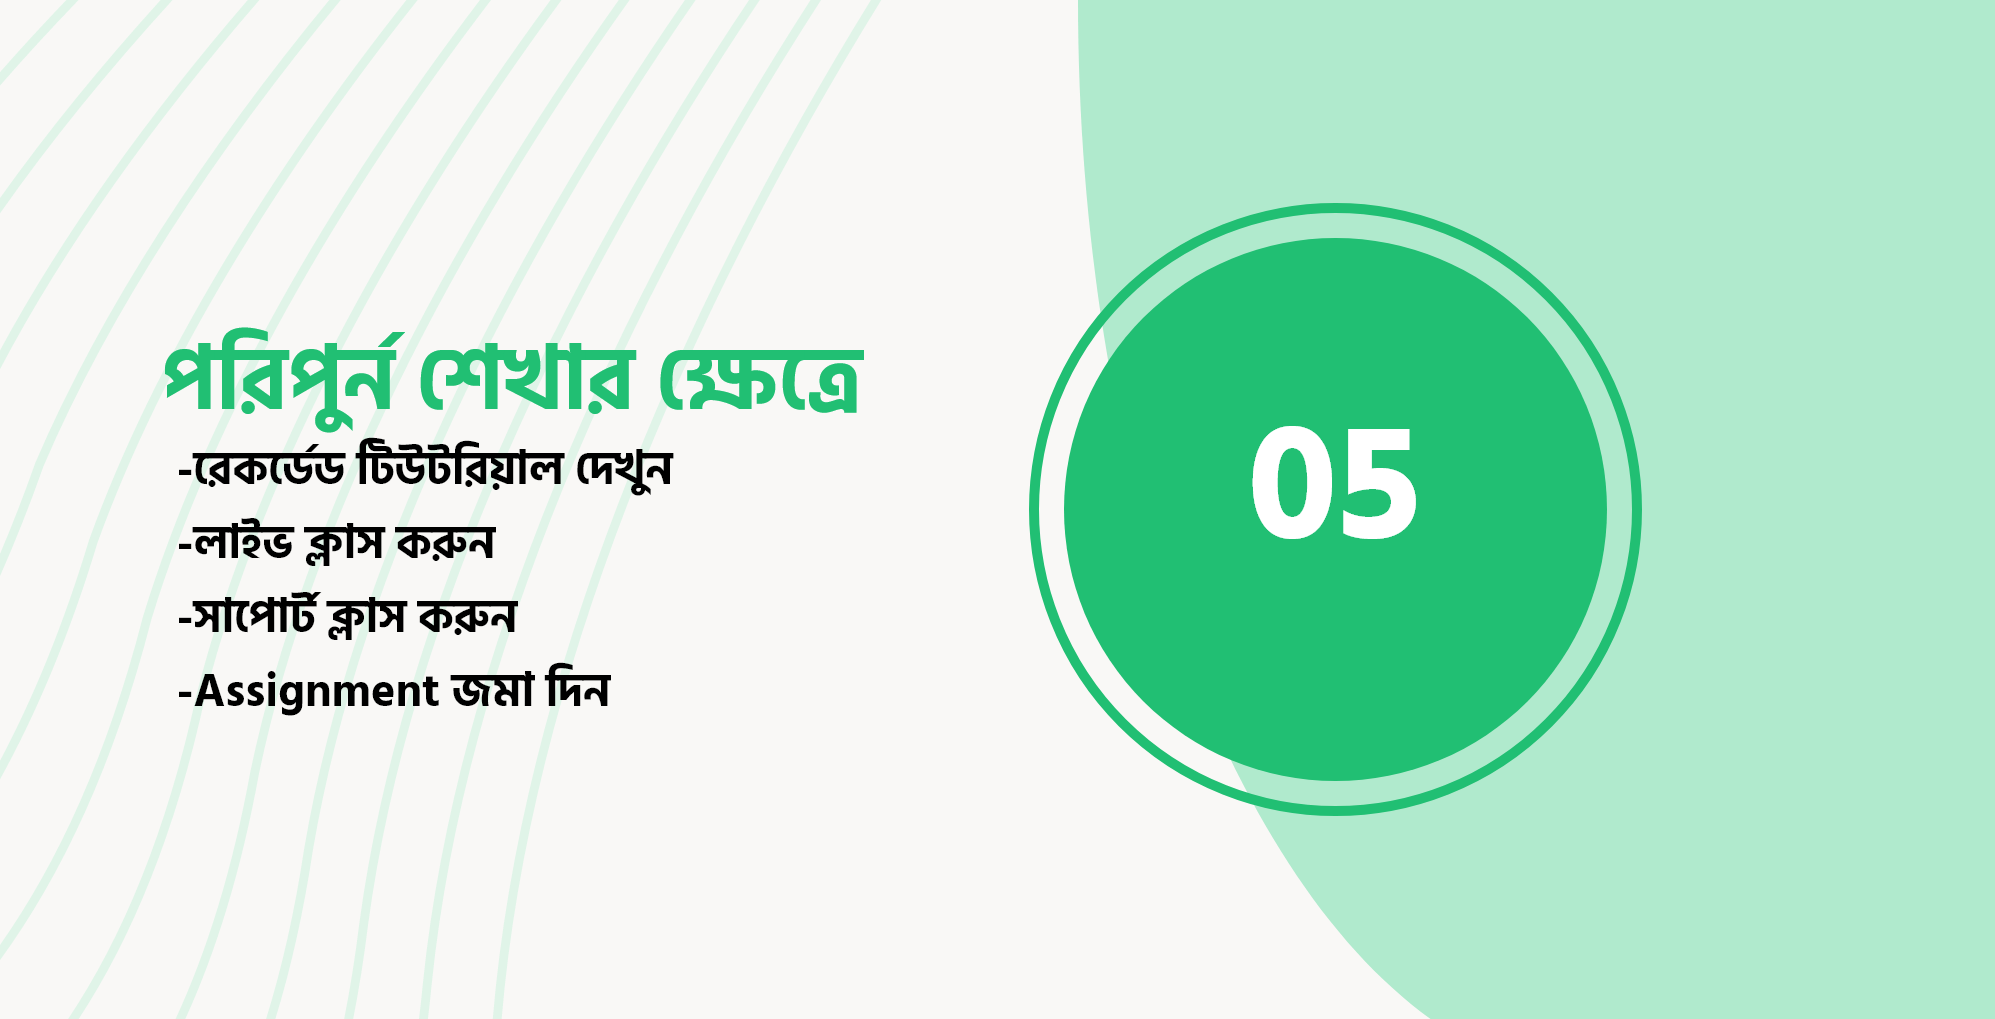 পরিপুর্ন শেখার ক্ষেত্রে
-রেকর্ডেড টিউটরিয়াল দেখুন
-লাইভ ক্লাস করুন
-সাপোর্ট ক্লাস করুন
-Assignment জমা দিন
05